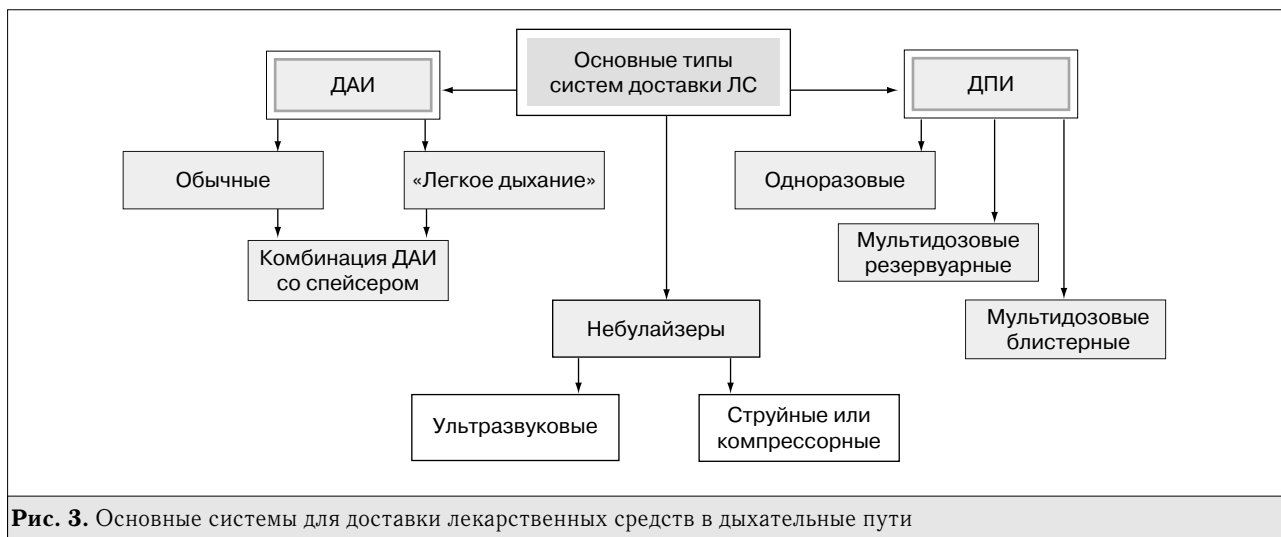 Основные типы
систем доставки ЛС
ДАИ
ДПИ
Обычные
«Легкое дыхание»
Одноразовые
Комбинация ДАИ
со спейсером
Мультидозовые
резервуарные
Небулайзеры
Мультидозовые
блистерные
Ультразвуковые
Струйные или
компрессорные
Рис. 3. Основные системы для доставки лекарственных средств в дыхательные пути